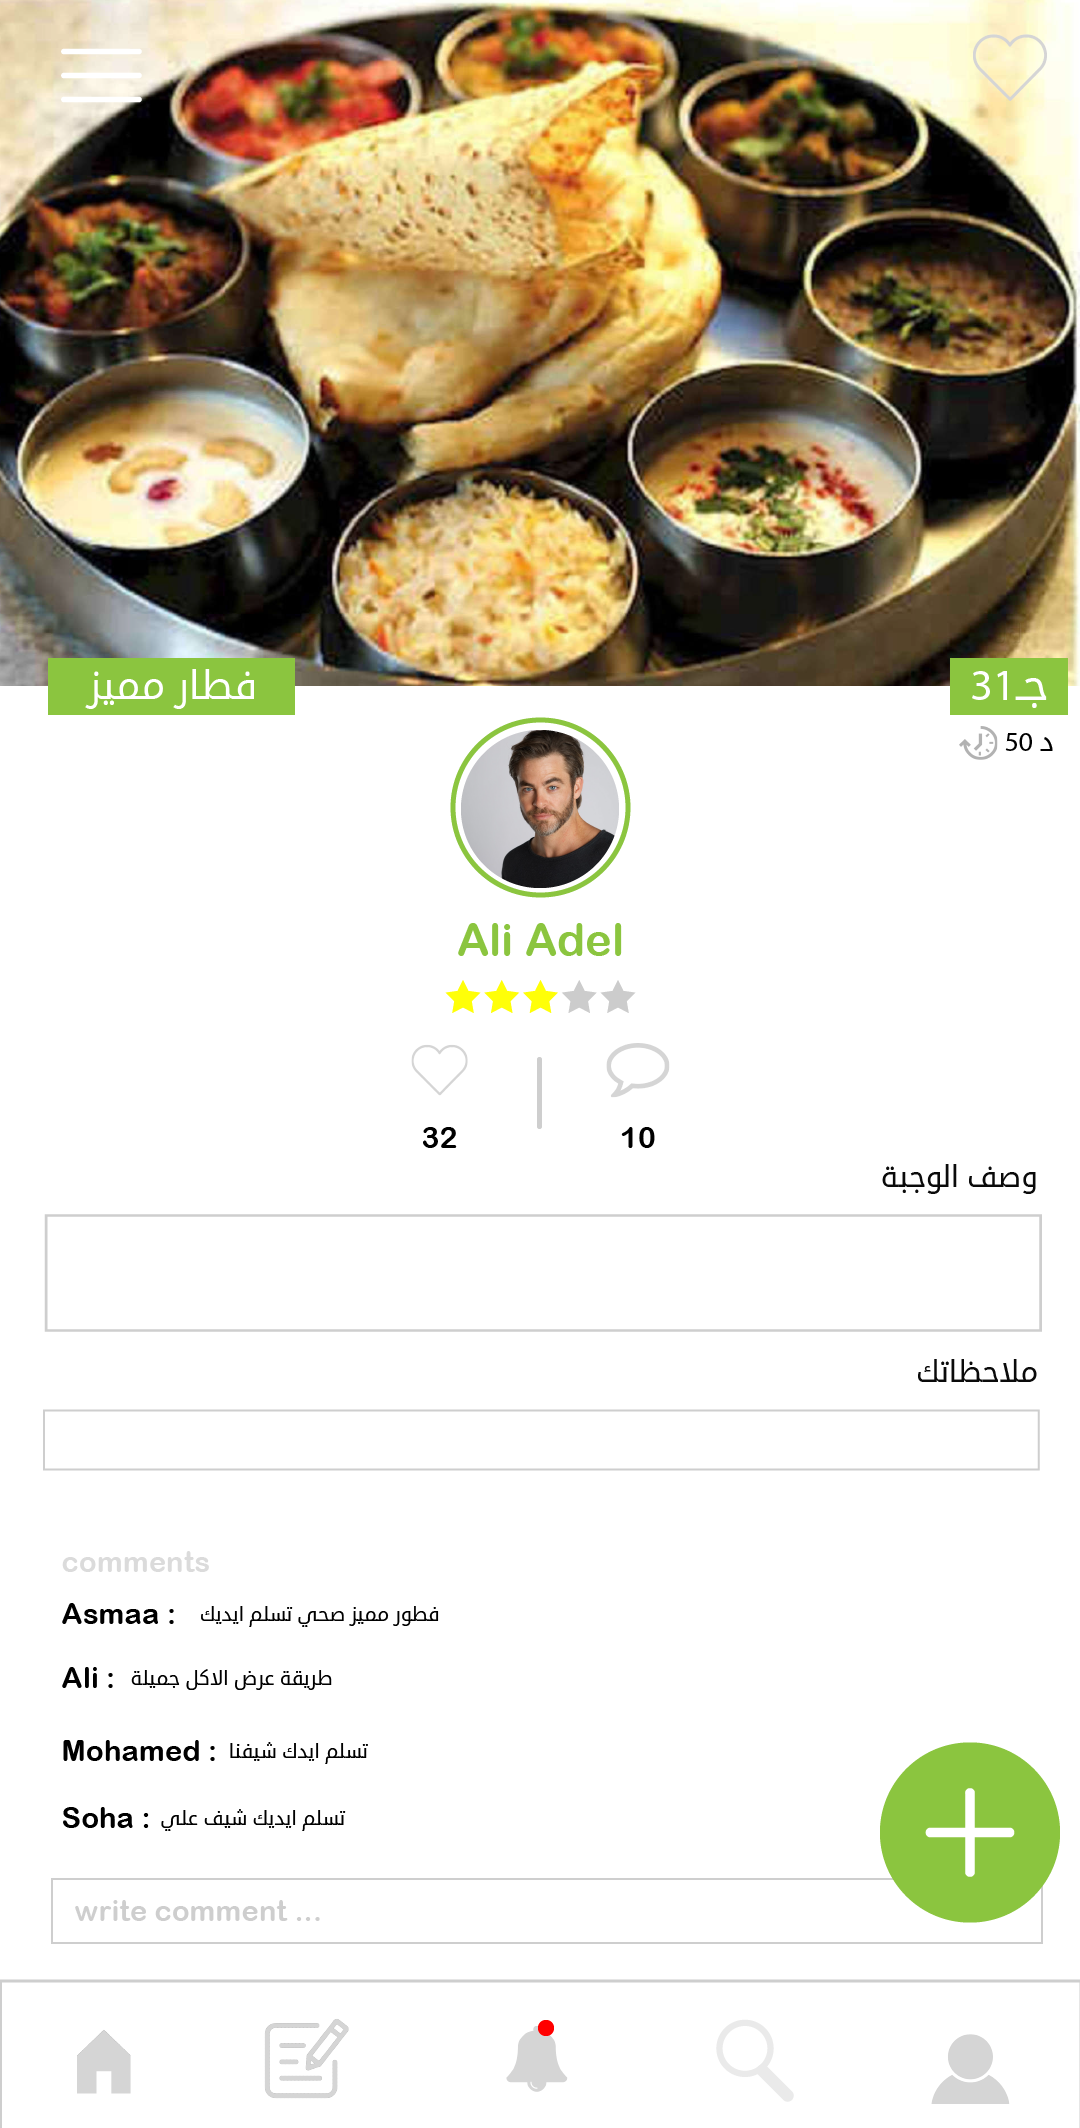 فطار مميز
جـ31
د 50
Ali Adel
32
10
وصف الوجبة
ملاحظاتك
comments
Asmaa : فطور مميز صحي تسلم ايديك
Ali : طريقة عرض الاكل جميلة
Mohamed : تسلم ايدك شيفنا
Soha : تسلم ايديك شيف علي
write comment ...